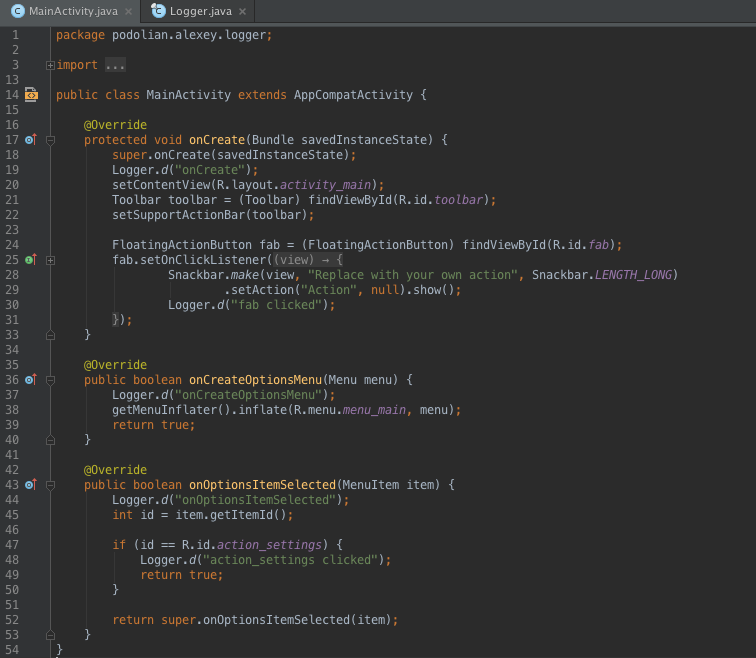 MainActivity.java × Logger.java ×
1 package podolian.alexey.logger;
2
3 import ...
13
14 public class MainActivity extends AppCompatActivity {
15
16 @Override
17 protected void onCreate(Bundle savedInstanceState) {
18 super.onCreate(savedInstanceState);
19 Logger.d("onCreate");
20 setContentView(R.layout.activity_main);
21 Toolbar toolbar = (Toolbar) findViewById(R.id.toolbar);
22 setSupportActionBar(toolbar);
23
24 FloatingActionButton fab = (FloatingActionButton) findViewById(R.id.fab);
25 fab.setOnClickListener((view) → {
28 Snackbar.make(view, "Replace with your own action", Snackbar.LENGTH_LONG)
29 .setAction("Action", null).show();
30 Logger.d("fab clicked");
31 });
33 }
34
35 @Override
36 public boolean onCreateOptionsMenu(Menu menu) {
37 Logger.d("onCreateOptionsMenu");
38 getMenuInflater().inflate(R.menu.menu_main, menu);
39 return true;
40 }
41
42 @Override
43 public boolean onOptionsItemSelected(MenuItem item) {
44 Logger.d("onOptionsItemSelected");
45 int id = item.getItemId();
46
47 if (id == R.id.action_settings) {
48 Logger.d("action_settings clicked");
49 return true;
50 }
51
52 return super.onOptionsItemSelected(item);
53 }
54 }